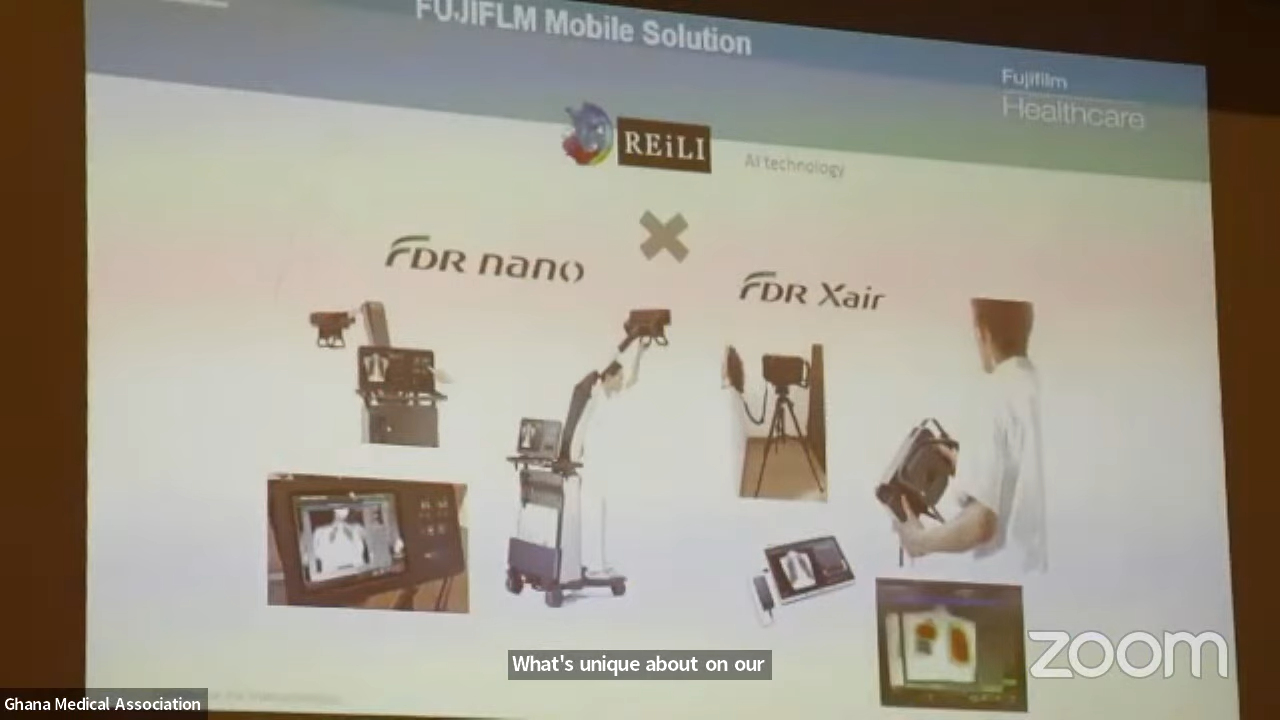 FUJIFLM Mobile Solution
Fujifilm
Healthcare
REiLI
AI technology
FDR nano
FDR Xair
What's unique about on our
zoom
Ghana Medical Association